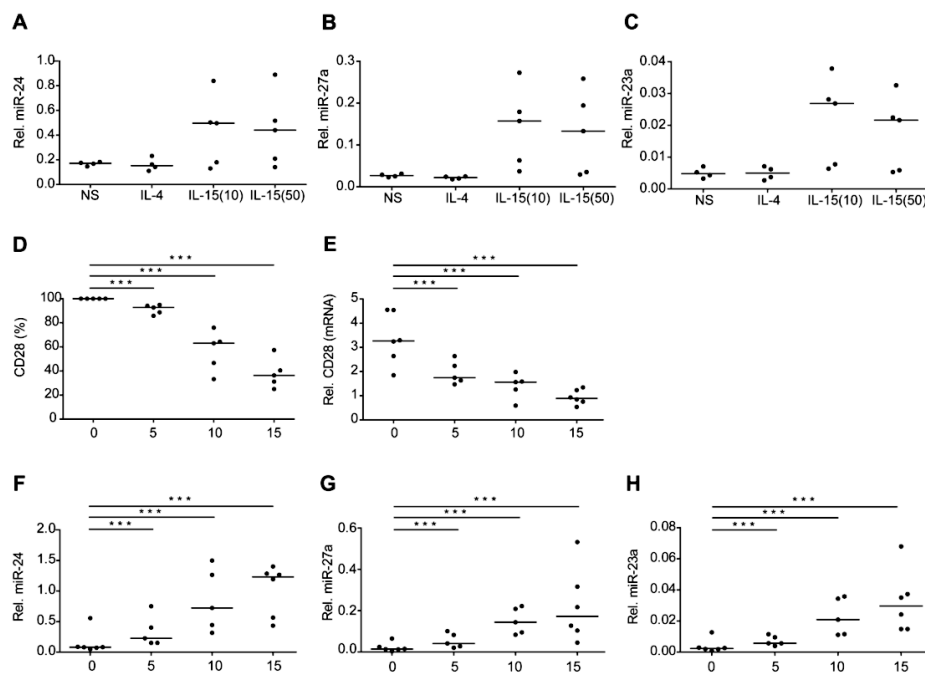 A
Rel. miR-24
1.0
0.8
0.6
0.4
0.2
0.0
NS IL-4 IL-15(10) IL-15(50)
B
Rel. miR-27a
0.3
0.2
0.1
0.0
NS IL-4 IL-15(10) IL-15(50)
C
Rel. miR-23a
0.04
0.03
0.02
0.01
0.00
NS IL-4 IL-15(10) IL-15(50)
D
CD28 (%)
***
***
***
100
80
60
40
20
0
0 5 10 15
E
Rel. CD28 (mRNA)
***
***
***
5
4
3
2
1
0
0 5 10 15
F
Rel. miR-24
***
***
***
2.0
1.5
1.0
0.5
0.0
0 5 10 15
G
Rel. miR-27a
***
***
***
0.6
0.4
0.2
0.0
0 5 10 15
H
Rel. miR-23a
***
***
***
0.08
0.06
0.04
0.02
0.00
0 5 10 15